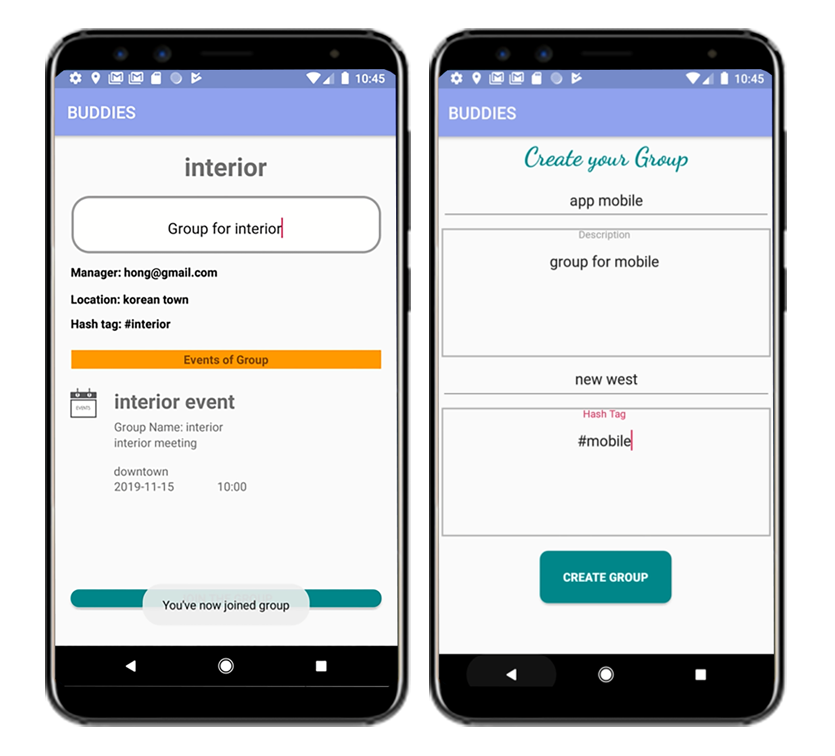 10:45
BUDDIES
interior
Group for interior
Manager: hong@gmail.com
Location: korean town
Hash tag: #interior
Events of Group
EVENTS
interior event
Group Name: interior
interior meeting
downtown
2019-11-15 10:00
You've now joined group
10:45
BUDDIES
Create your Group
app mobile
Description
group for mobile
new west
Hash Tag
#mobile
CREATE GROUP